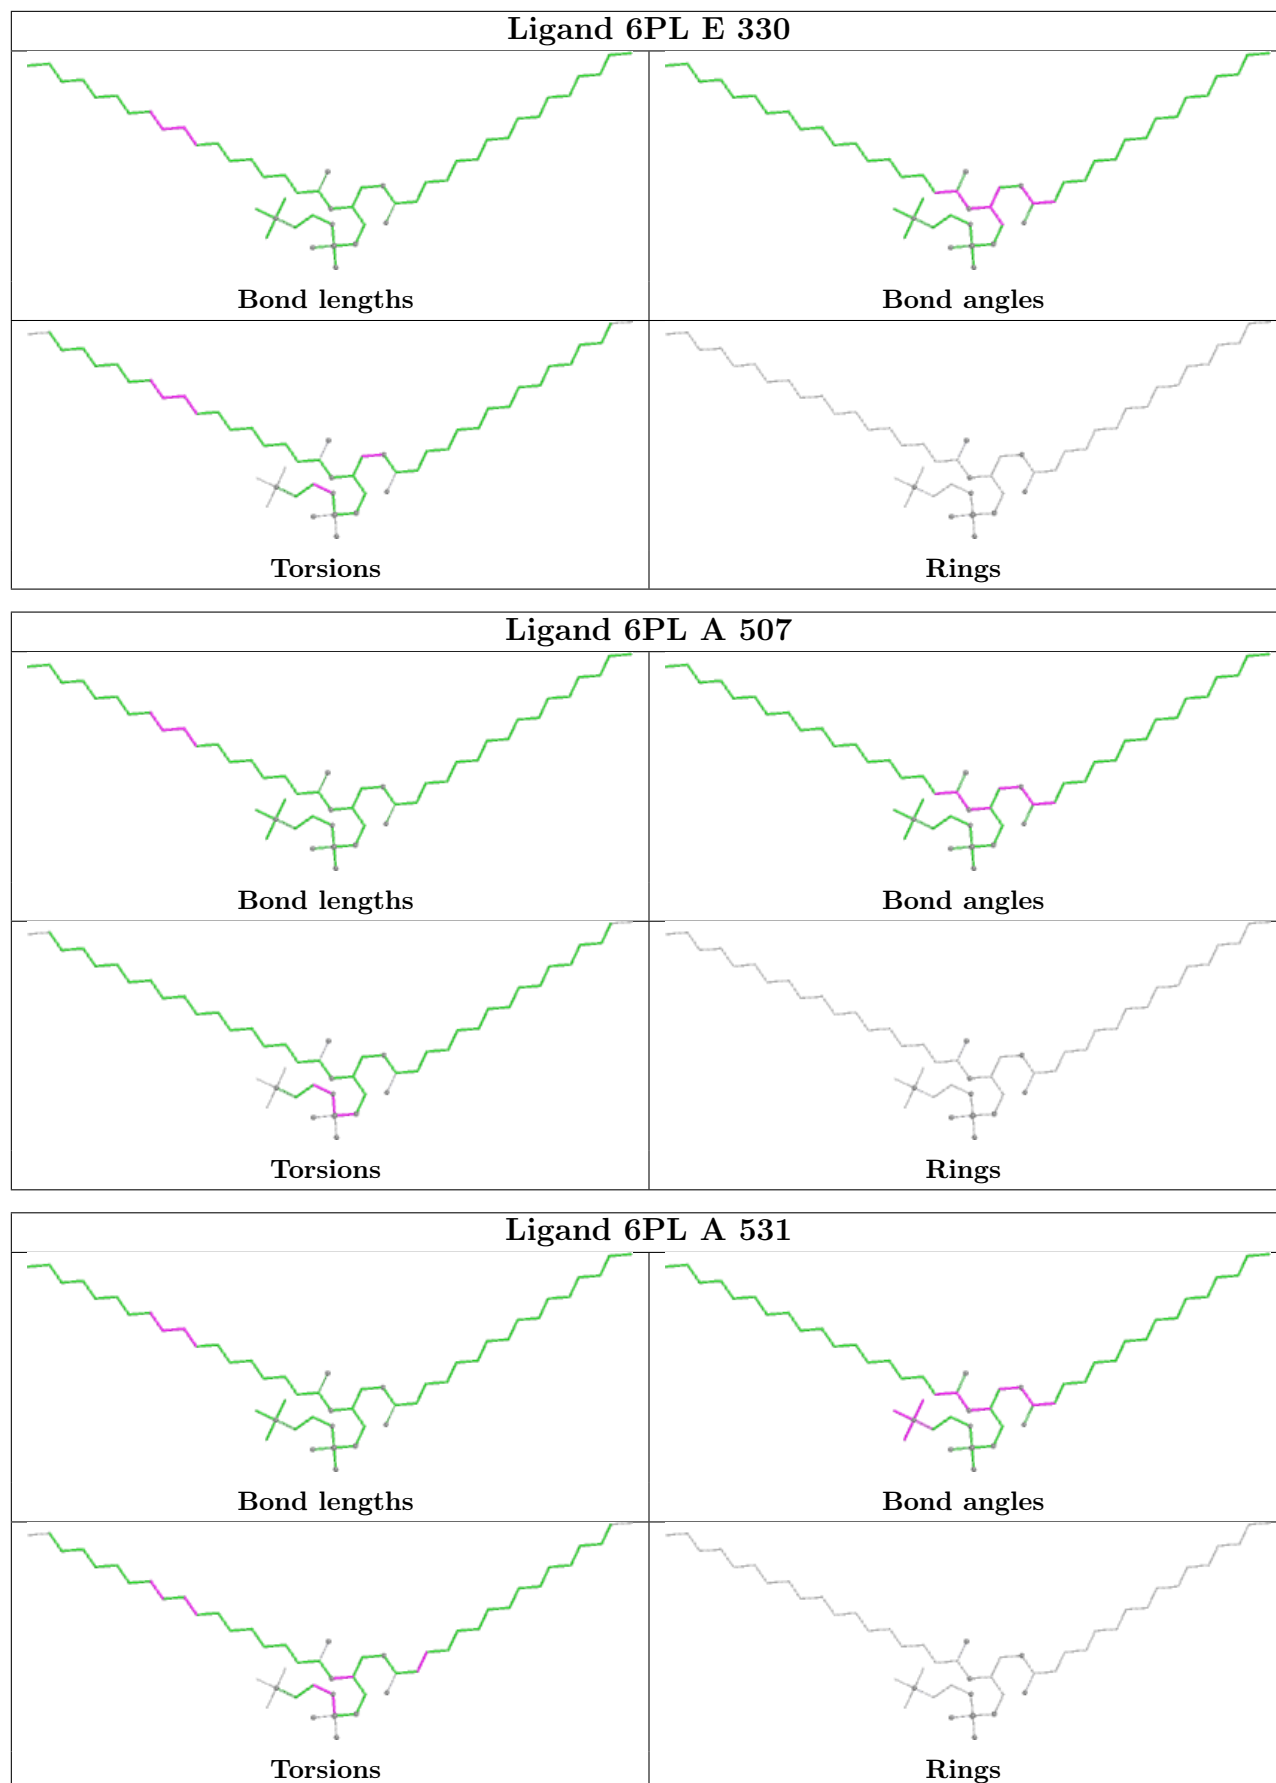 Ligand 6PL E 330
Bond lengths
Bond angles
Torsions
Rings
Ligand 6PL A 507
Bond lengths
Bond angles
Torsions
Rings
Ligand 6PL A 531
Bond lengths
Bond angles
Torsions
Rings